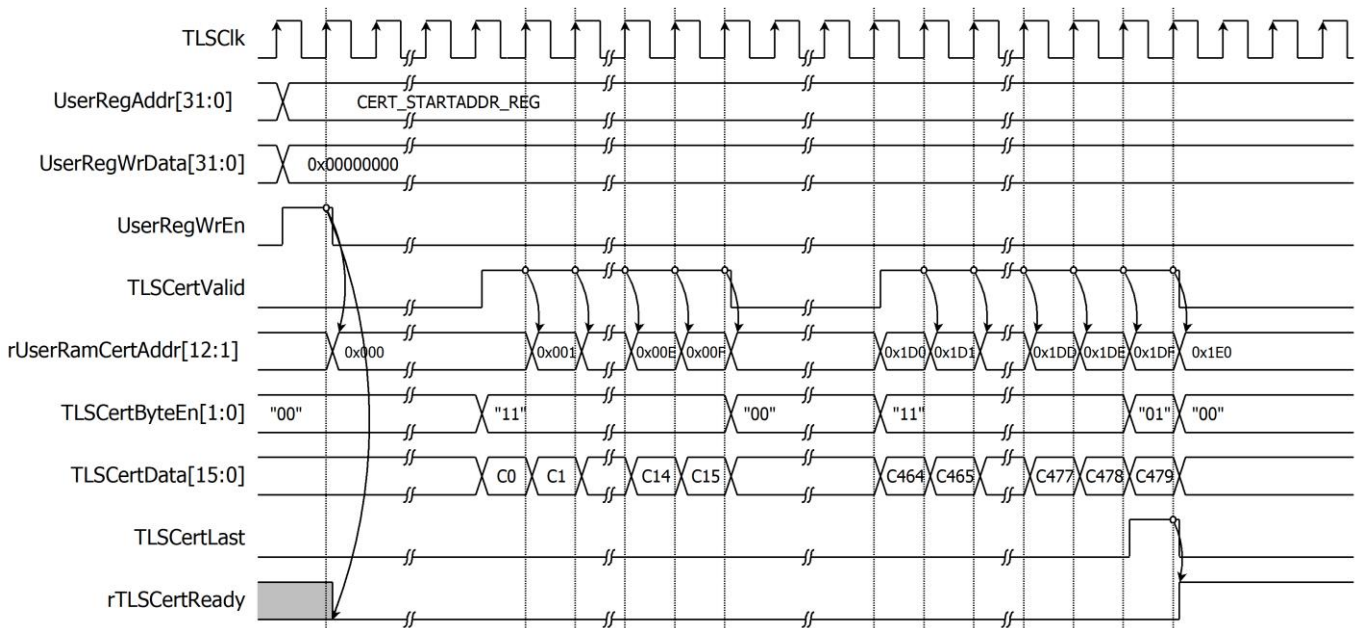 TLSClk
UserRegAddr[31:0]
CERT_STARTADDR_REG
UserRegWrData[31:0]
0x00000000
UserRegWrEn
TLSCertValid
rUserRamCertAddr[12:1]
0x000 0x001 0x00E 0x00F 0x1D0 0x1D1 0x1DD 0x1DE 0x1DF 0x1E0
TLSCertByteEn[1:0]
"00" "11" "00" "11" "01" "00"
TLSCertData[15:0]
C0 C1 C14 C15 C464 C465 C477 C478 C479
TLSCertLast
rTLSCertReady